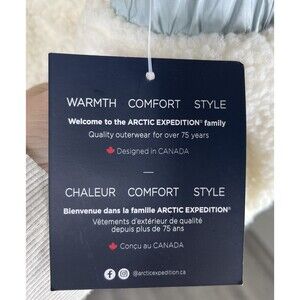 WARMTH COMFORT STYLE
Welcome to the ARCTIC EXPEDITION® family
Quality outerwear for over 75 years
Designed in CANADA
CHALEUR COMFORT STYLE
Bienvenue dans la famille ARCTIC EXPEDITION®
Vêtements d'extérieur de qualité
depuis plus de 75 ans
Conçu au CANADA
@arcticexpedition.ca